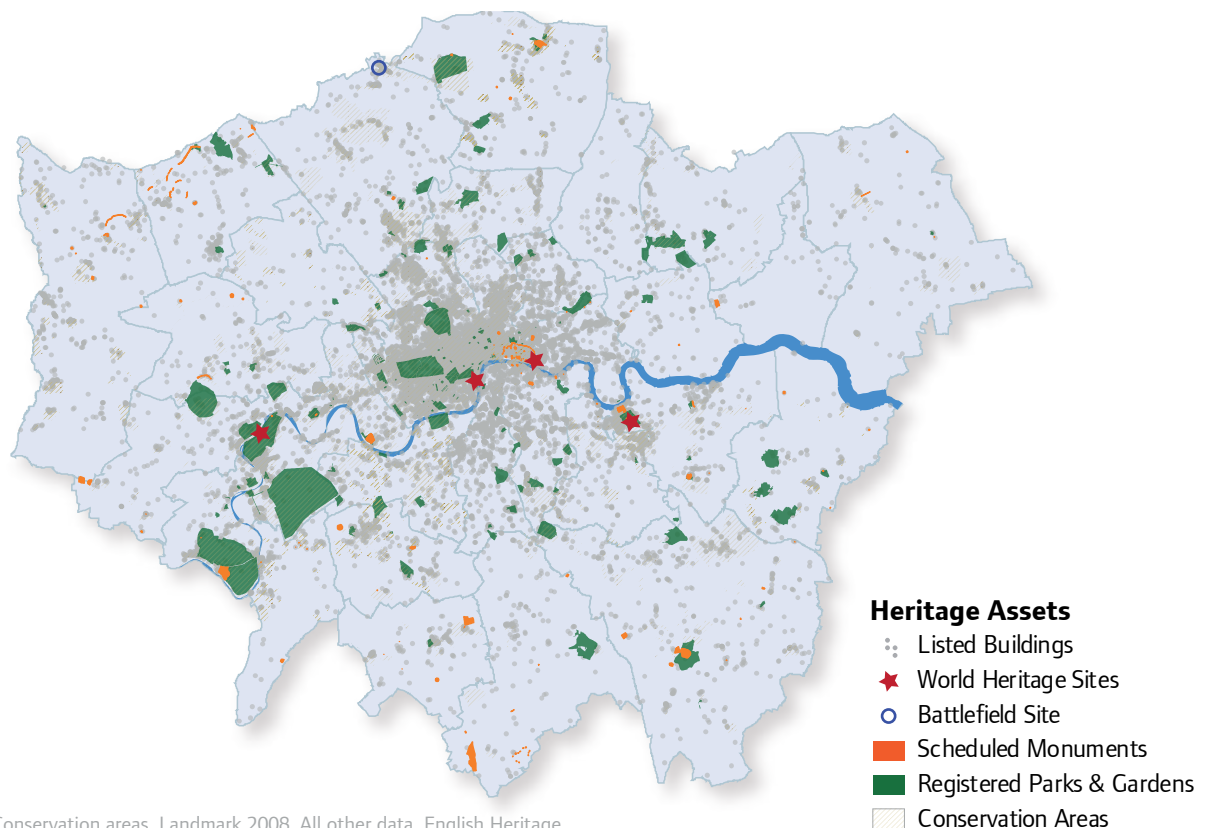 Heritage Assets
Listed Buildings
World Heritage Sites
Battlefield Site
Scheduled Monuments
Registered Parks & Gardens
Conservation Areas
Conservation areas, Landmark 2008. All other data, English Heritage